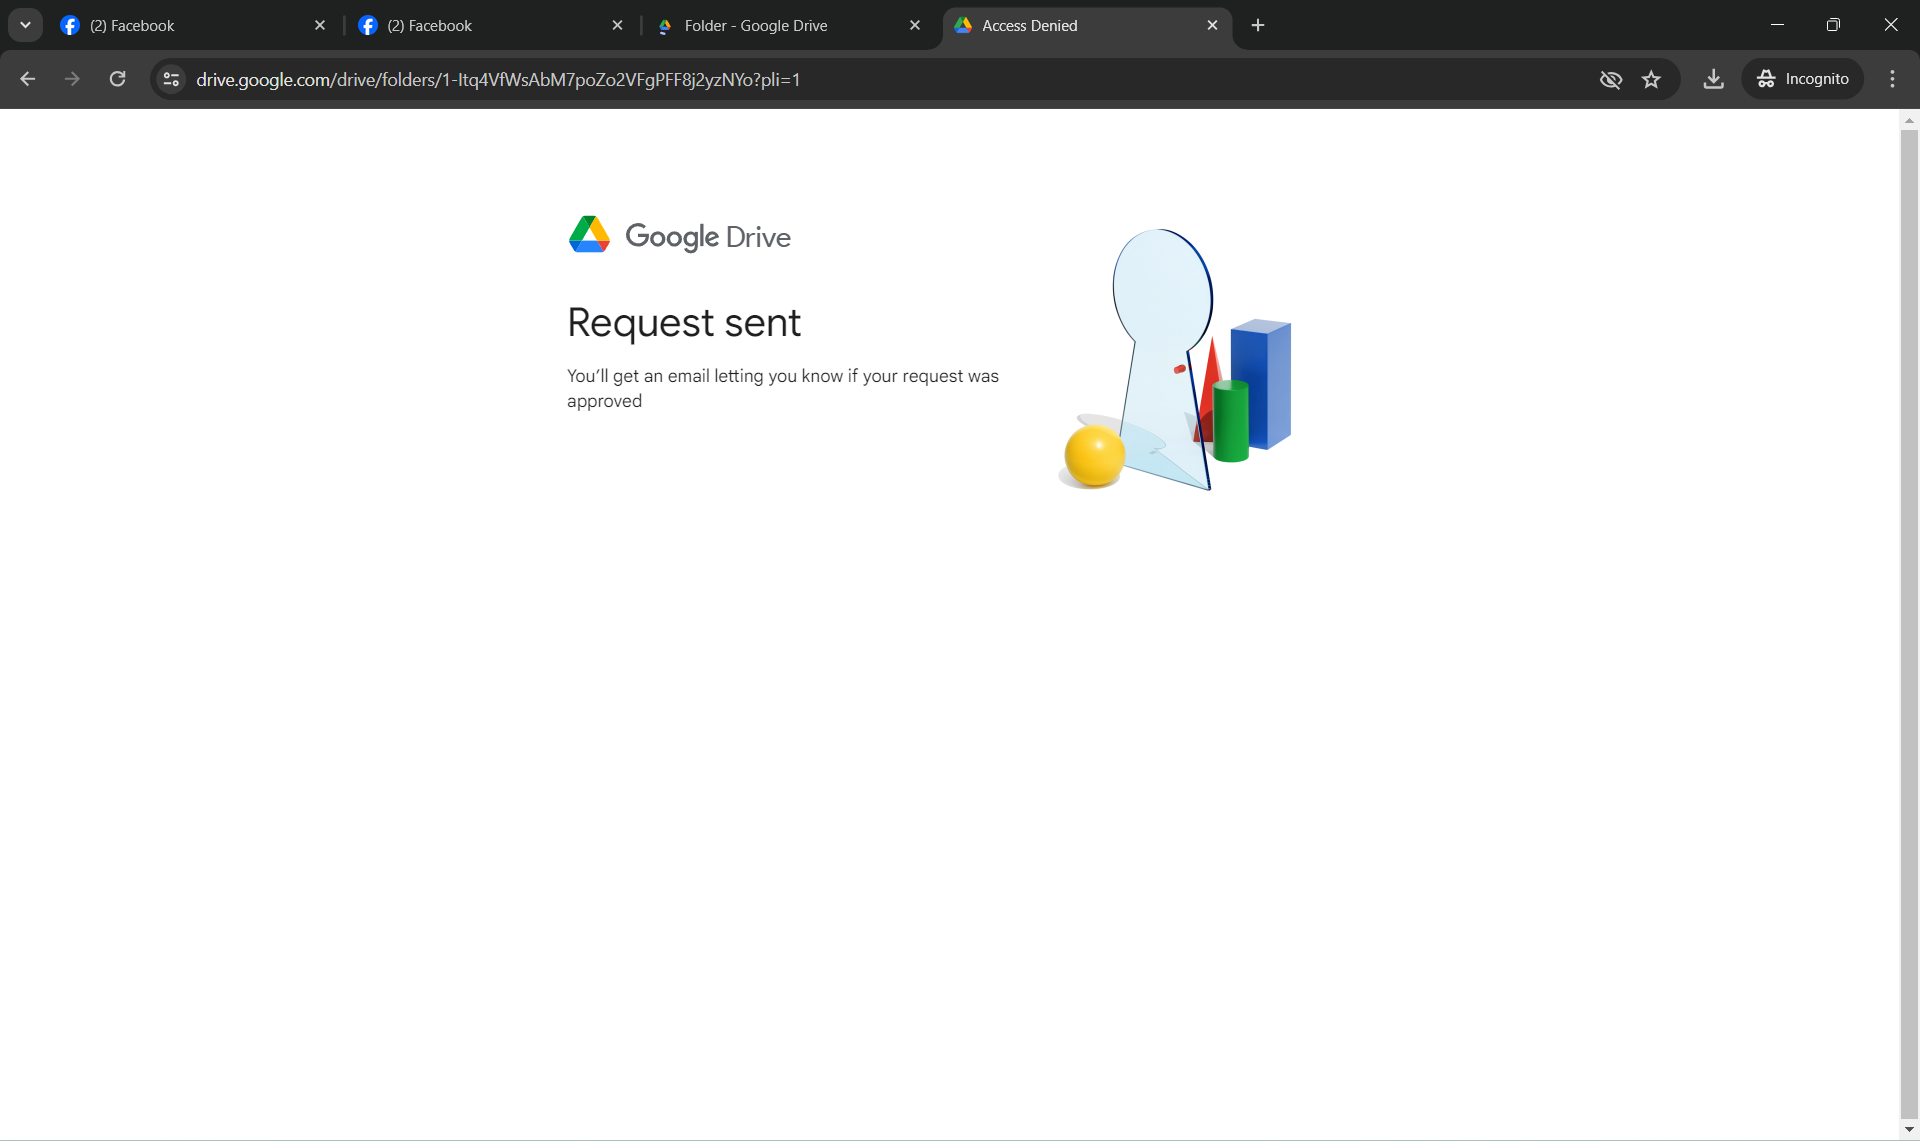 (2) Facebook
(2) Facebook
Folder - Google Drive
Access Denied
drive.google.com/drive/folders/1-Itq4VfWsAbM7poZo2VFgPFF8j2yzNYo?pli=1
Incognito
Google Drive
Request sent
You’ll get an email letting you know if your request was
approved